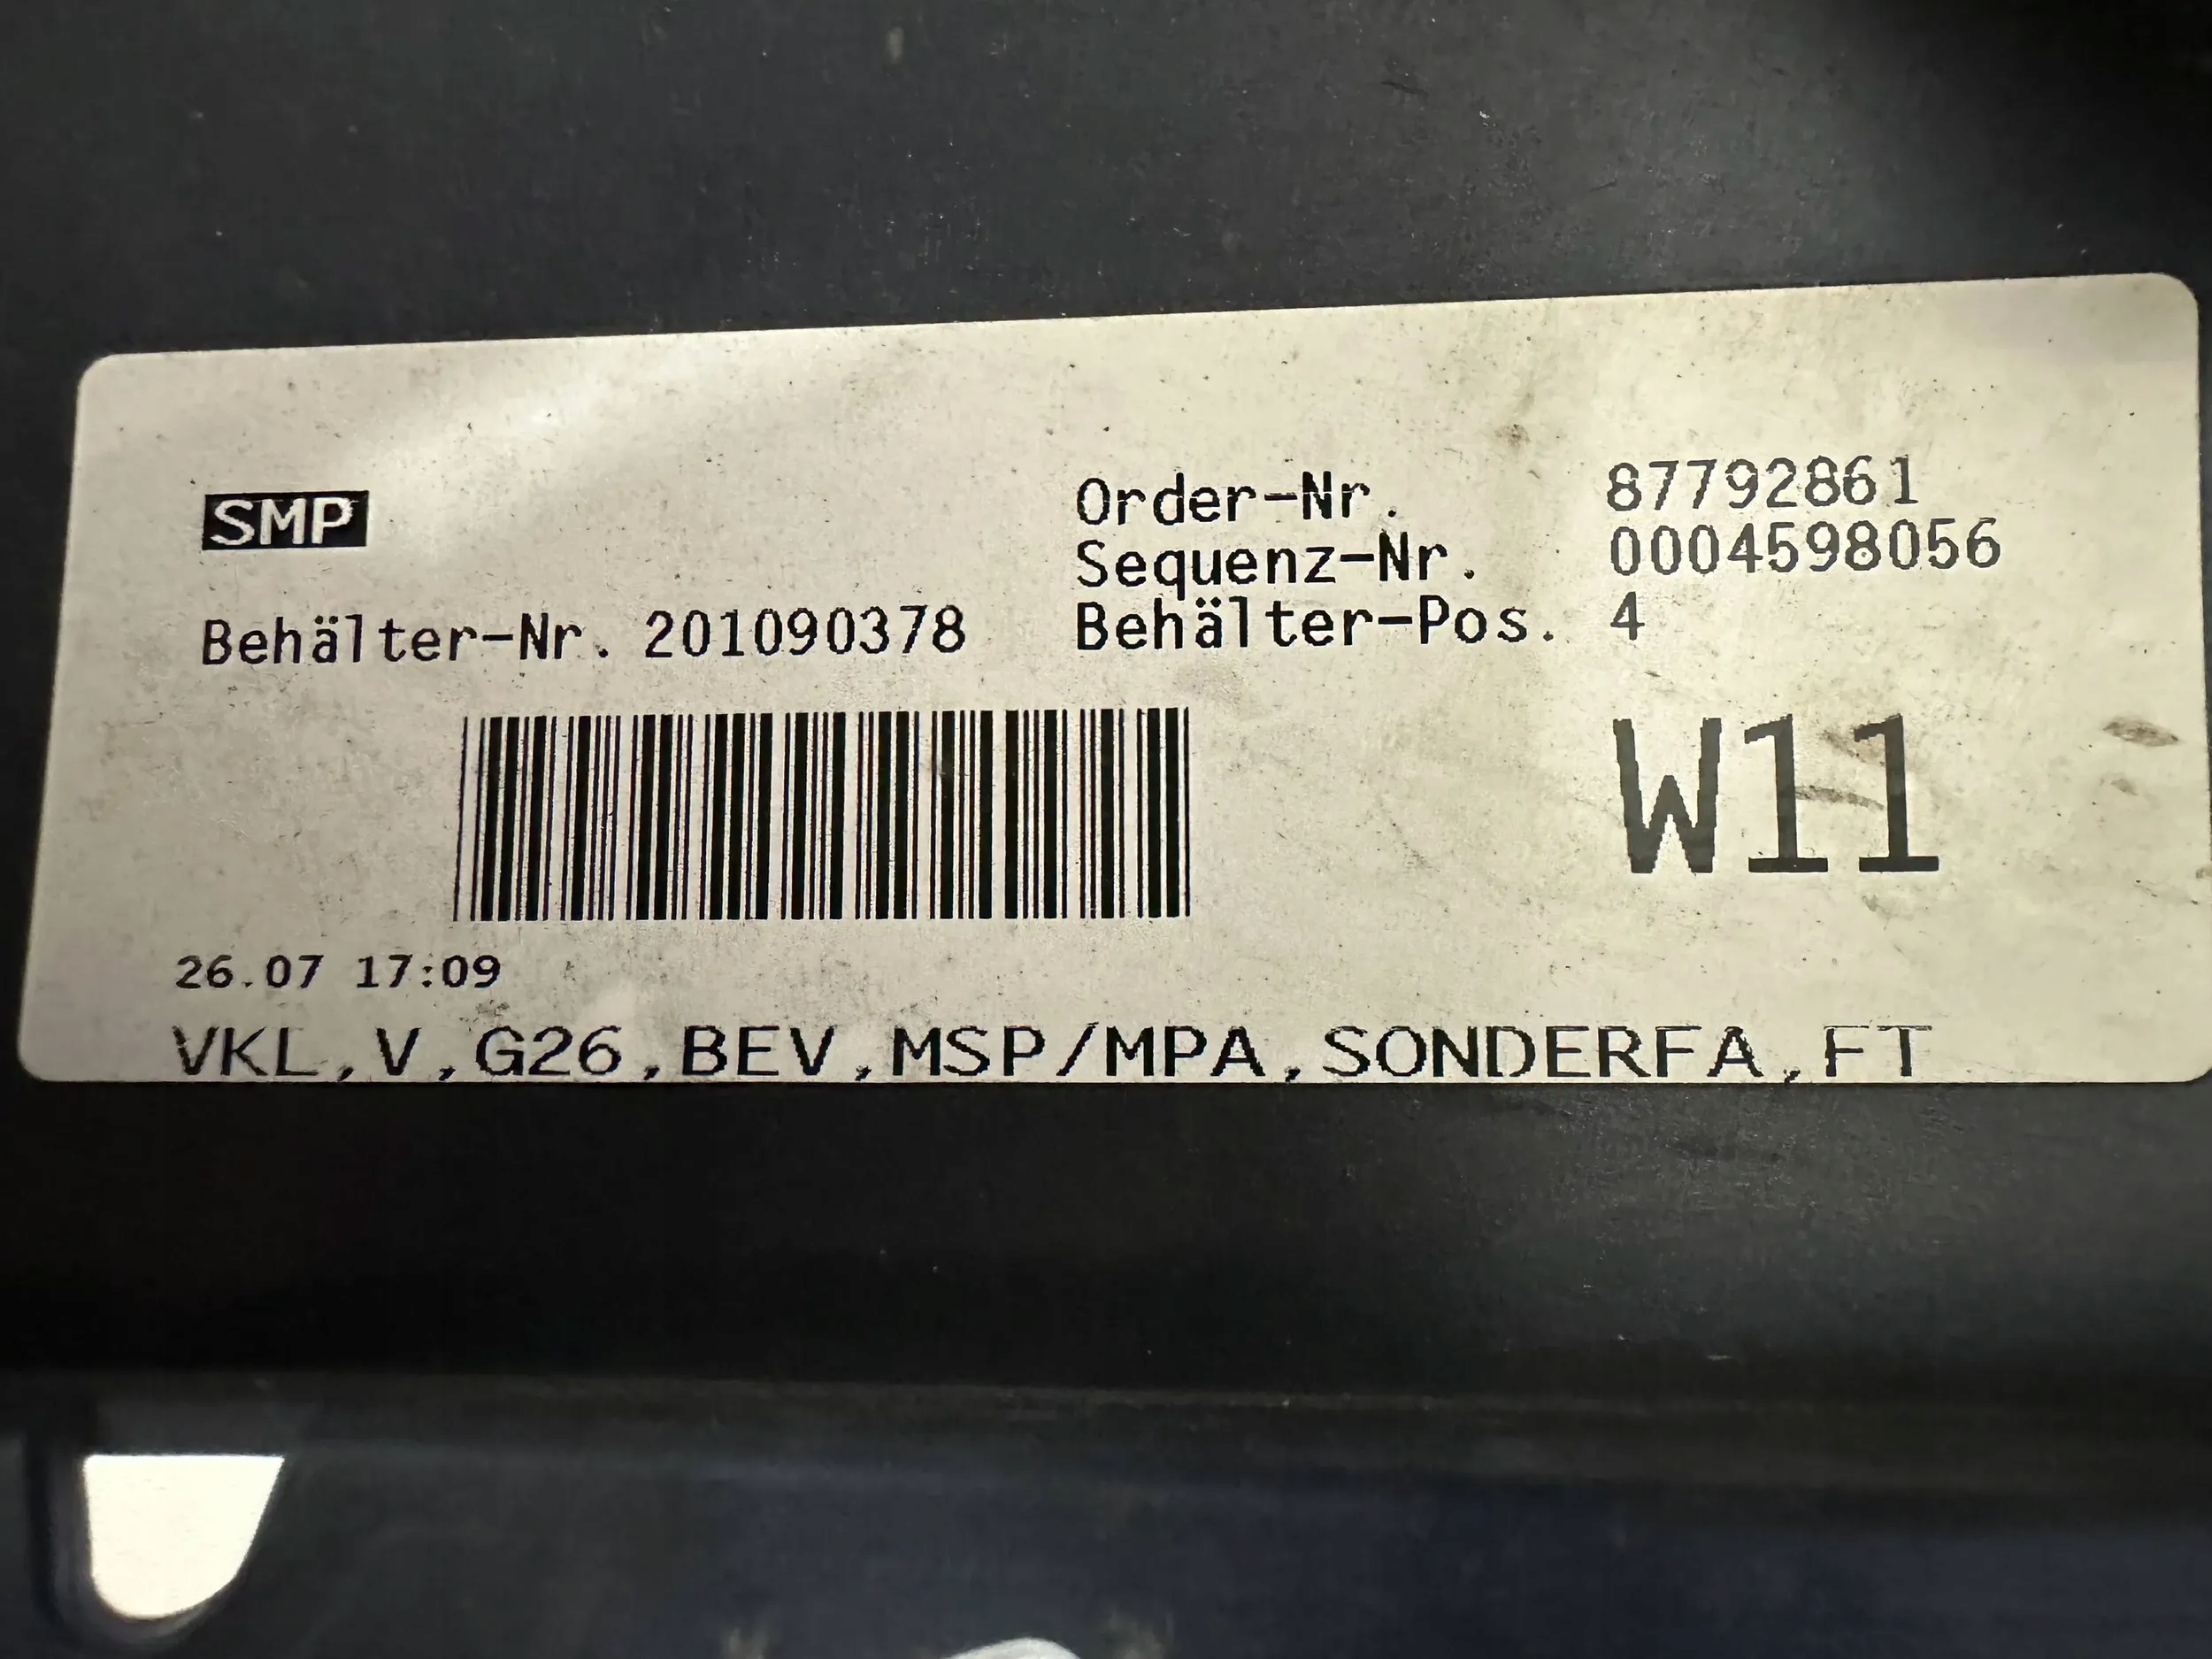 SMP
Order-Nr. 87792861
Sequenz-Nr. 0004598056
Behälter-Nr. 201090378
Behälter-Pos. 4
W11
26.07 17:09
VKL,V,G26,BEV,MSP/MPA,SONDERFA,FT